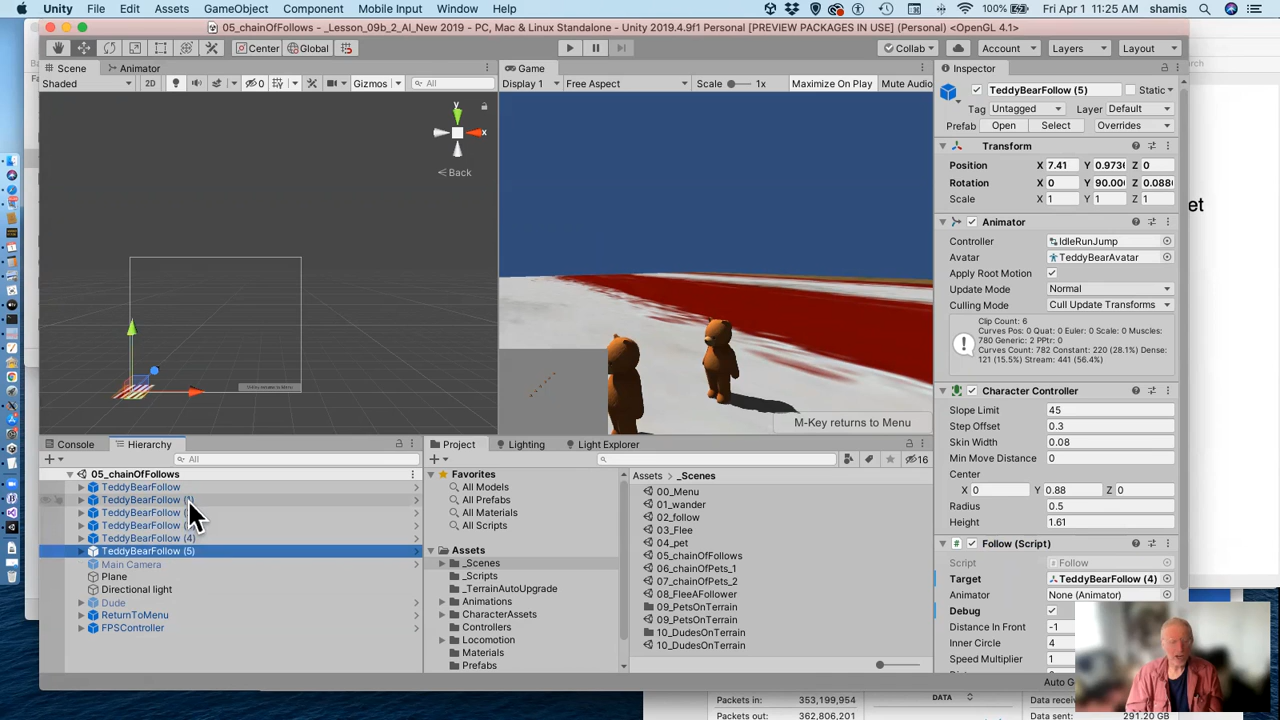 Unity File Edit Assets GameObject Component Mobile Input Window Help 100% Fri Apr 1 11:25 AM shamis
05_chainOfFollows - _Lesson_09b_2_AI_New 2019 - PC, Mac & Linux Standalone - Unity 2019.4.9f1 Personal [PREVIEW PACKAGES IN USE] <OpenGL 4.1>
Center Global Collab Account Layers Layout
Scene Animator
Shaded 2D 0 Gizmos All
y
x
< Back
Game
Display 1 Free Aspect Scale 1x Maximize On Play Mute Audio
M-Key returns to Menu
M-Key returns to Menu
Inspector
TeddyBearFollow (5) Static
Tag Untagged Layer Default
Prefab Open Select Overrides
Transform
Position X 7.41 Y 0.973 Z 0
Rotation X 0 Y 90.00 Z 0.088
Scale X 1 Y 1 Z 1
Animator
Controller IdleRunJump
Avatar TeddyBearAvatar
Apply Root Motion
Update Mode Normal
Culling Mode Cull Update Transforms
Clip Count: 6
Curves Pos: 0 Quat: 0 Euler: 0 Scale: 0 Muscles:
780 Generic: 2 PPtr: 0
Curves Count: 782 Constant: 220 (28.1%) Dense:
121 (15.5%) Stream: 441 (56.4%)
Character Controller
Slope Limit 45
Step Offset 0.3
Skin Width 0.08
Min Move Distance 0
Center
X 0 Y 0.88 Z 0
Radius 0.5
Height 1.61
Follow (Script)
Script Follow
Target TeddyBearFollow (4)
Animator None (Animator)
Debug
Distance In Front -1
Inner Circle 4
Speed Multiplier 1
Mass 1
Auto G
Console Hierarchy
All
05_chainOfFollows
TeddyBearFollow
TeddyBearFollow (1)
TeddyBearFollow
TeddyBearFollow
TeddyBearFollow (4)
TeddyBearFollow (5)
Main Camera
Plane
Directional light
Dude
ReturnToMenu
FPSController
Project Lighting Light Explorer
16
Favorites
All Models
All Prefabs
All Materials
All Scripts
Assets
_Scenes
_Scripts
_TerrainAutoUpgrade
Animations
CharacterAssets
Controllers
Locomotion
Materials
Prefabs
Assets > _Scenes
00_Menu
01_wander
02_follow
03_Flee
04_pet
05_chainOfFollows
06_chainOfPets_1
07_chainOfPets_2
08_FleeAFollower
09_PetsOnTerrain
09_PetsOnTerrain
10_DudesOnTerrain
10_DudesOnTerrain
et
Packets in: 353,199,954 DATA Data receiv
Packets out: 362,806,201 Data sent: 291.20 GB